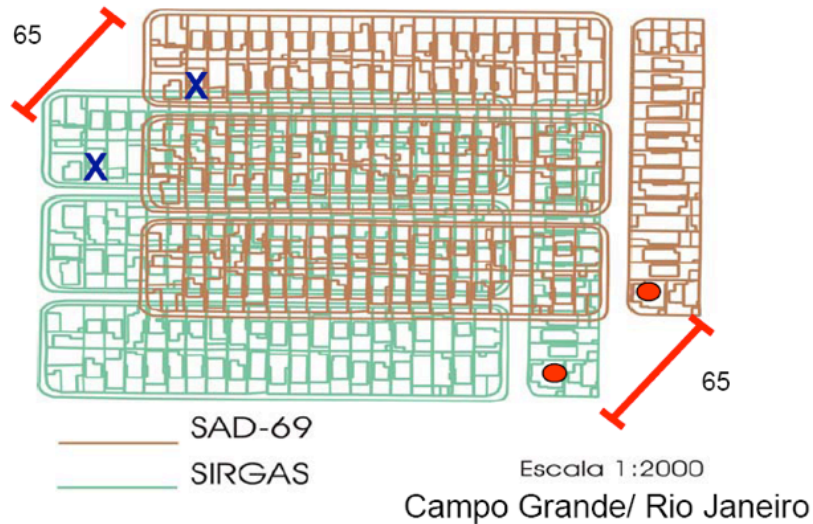 65
X
X
65
SAD-69
SIRGAS
Escala 1:2000
Campo Grande/ Rio Janeiro